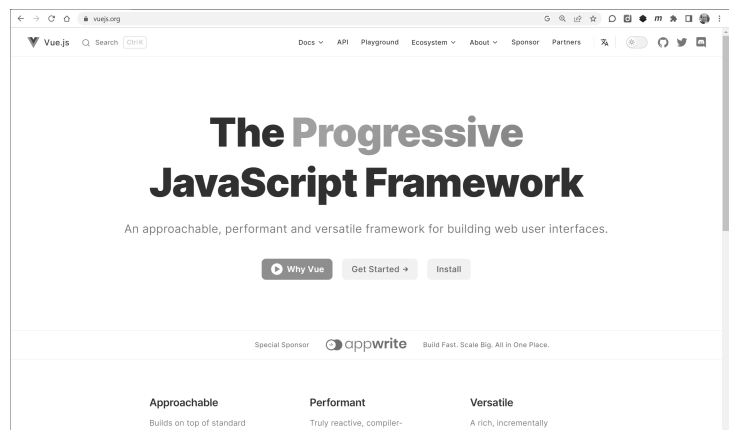 vuejs.org
Vue.js Search Ctrl K Docs API Playground Ecosystem About Sponsor Partners
The Progressive
JavaScript Framework
An approachable, performant and versatile framework for building web user interfaces.
Why Vue Get Started → Install
Special Sponsor appwrite Build Fast. Scale Big. All in One Place.
Approachable Performant Versatile
Builds on top of standard Truly reactive, compiler- A rich, incrementally